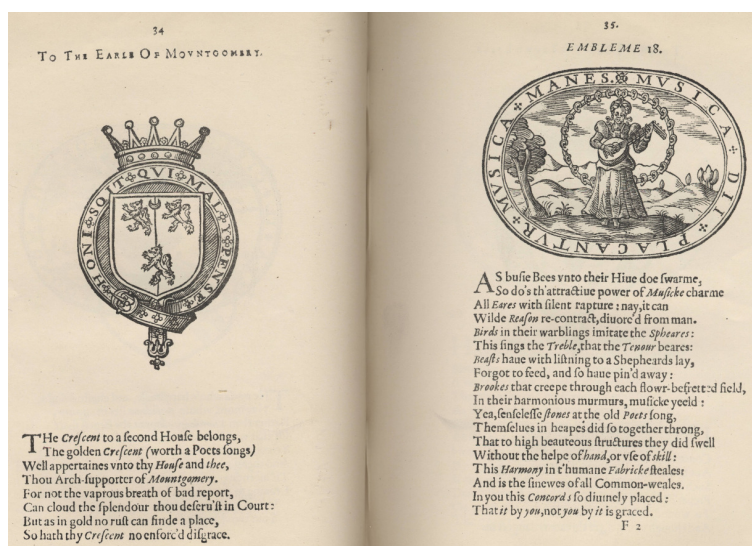 34
TO THE EARLE OF MOVNTGOMERY.
HONI SOIT QVI MAL Y PENSE
THe Creſcent to a ſecond Houſe belongs,
The golden Creſcent (worth a Poets ſongs)
Well appertaines vnto thy Houſe and thee,
Thou Arch-ſupporter of Mountgomery.
For not the vaprous breath of bad report,
Can cloud the ſplendour thou deſeru'ſt in Court:
But as in gold no ruſt can finde a place,
So hath thy Creſcent no enforc'd diſgrace.
35.
EMBLEME 18.
MVSICA MANES. MVSICA DII PLACANTVR
AS buſie Bees vnto their Hiue doe ſwarme,
So do's th'attractiue power of Muſicke charme
All Eares with ſilent rapture: nay, it can
Wilde Reaſon re-contract, diuorc'd from man.
Birds in their warblings imitate the Spheares:
This ſings the Treble, that the Tenour beares:
Beaſts haue with liſtning to a Shepheards lay,
Forgot to feed, and ſo haue pin'd away:
Brookes that creepe through each flowr-befretted field,
In their harmonious murmurs, muſicke yeeld:
Yea, ſenſeleſſe ſtones at the old Poets ſong,
Themſelues in heapes did ſo together throng,
That to high beauteous ſtructures they did ſwell
Without the helpe of hand, or vſe of skill:
This Harmony in t'humane Fabricke ſteales:
And is the ſinewes of all Common-weales.
In you this Concord's ſo diuinely placed:
That it by you, not you by it is graced.
F 2